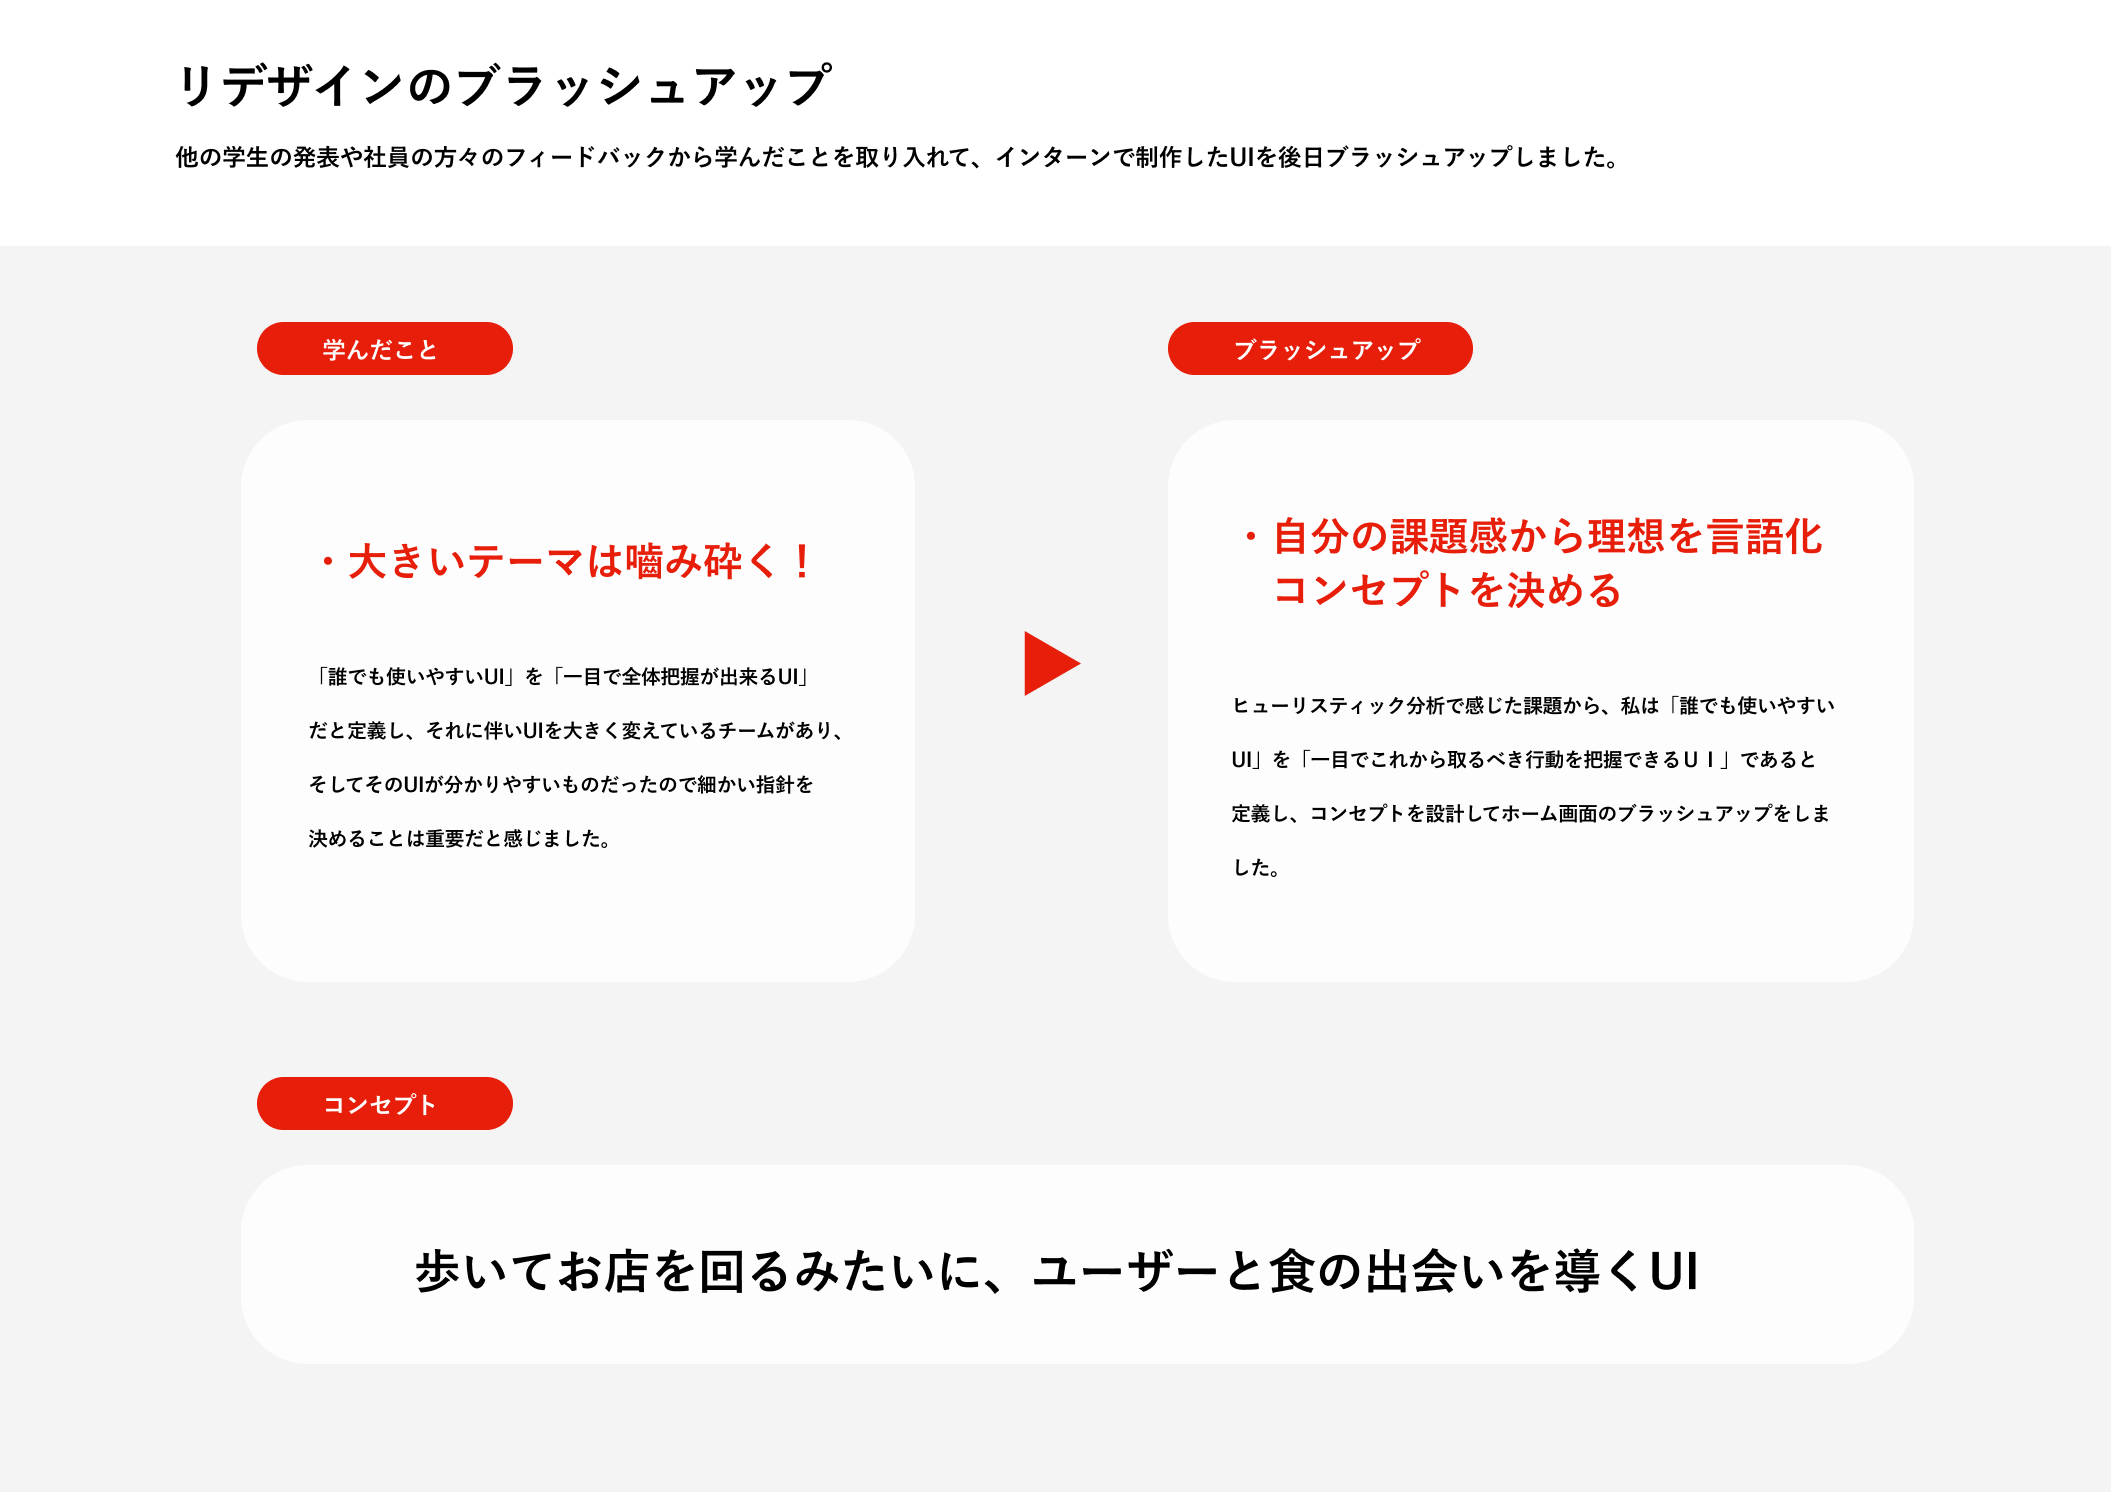 リデザインのブラッシュアップ
他の学生の発表や社員の方々のフィードバックから学んだことを取り入れて、インターンで制作したUIを後日ブラッシュアップしました。
学んだこと
・大きいテーマは嚙み砕く！
「誰でも使いやすいUI」を「一目で全体把握が出来るUI」
だと定義し、それに伴いUIを大きく変えているチームがあり、
そしてそのUIが分かりやすいものだったので細かい指針を
決めることは重要だと感じました。
ブラッシュアップ
・自分の課題感から理想を言語化
コンセプトを決める
ヒューリスティック分析で感じた課題から、私は「誰でも使いやすい
UI」を「一目でこれから取るべき行動を把握できるＵＩ」であると
定義し、コンセプトを設計してホーム画面のブラッシュアップをしま
した。
コンセプト
歩いてお店を回るみたいに、ユーザーと食の出会いを導くUI